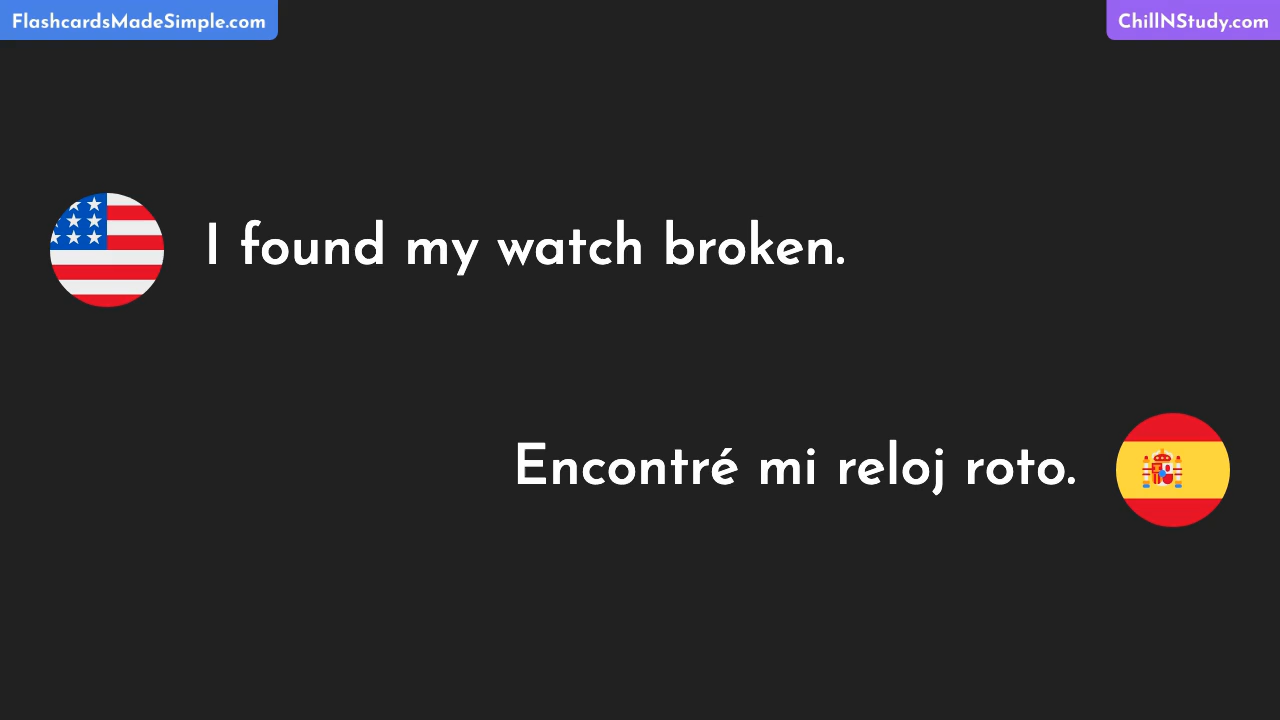 FlashcardsMadeSimple.com
ChillNStudy.com
I found my watch broken.
Encontré mi reloj roto.